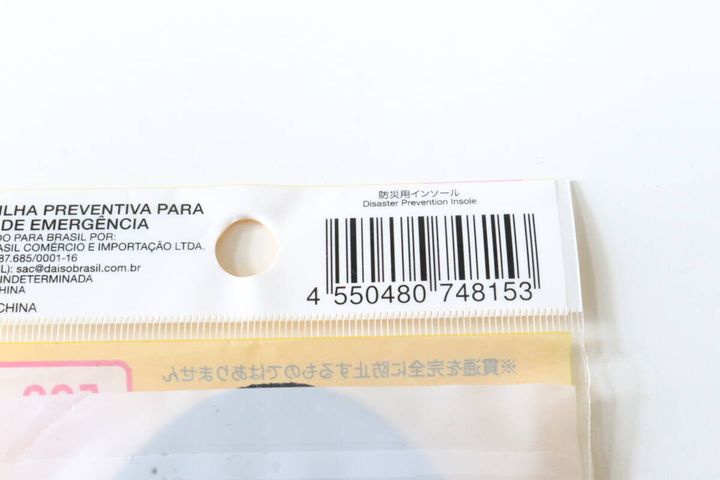 防災用インソール
Disaster Prevention Insole
ILHA PREVENTIVA PARA
DE EMERGÊNCIA
DO PARA BRASIL POR:
ASIL COMÉRCIO E IMPORTAÇÃO LTDA.
87.685/0001-16
L): sac@daisobrasil.com.br
INDETERMINADA
HINA
CHINA
4 550480 748153
※貫通を完全に防止するものではありません